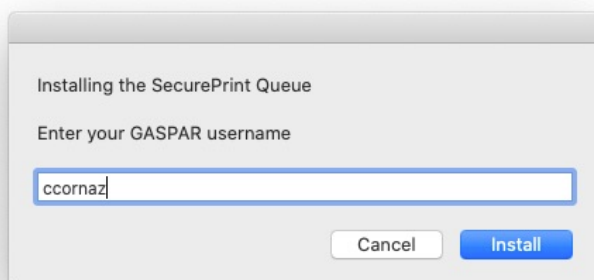 Installing the SecurePrint Queue
Enter your GASPAR username
ccornaz
Cancel Install